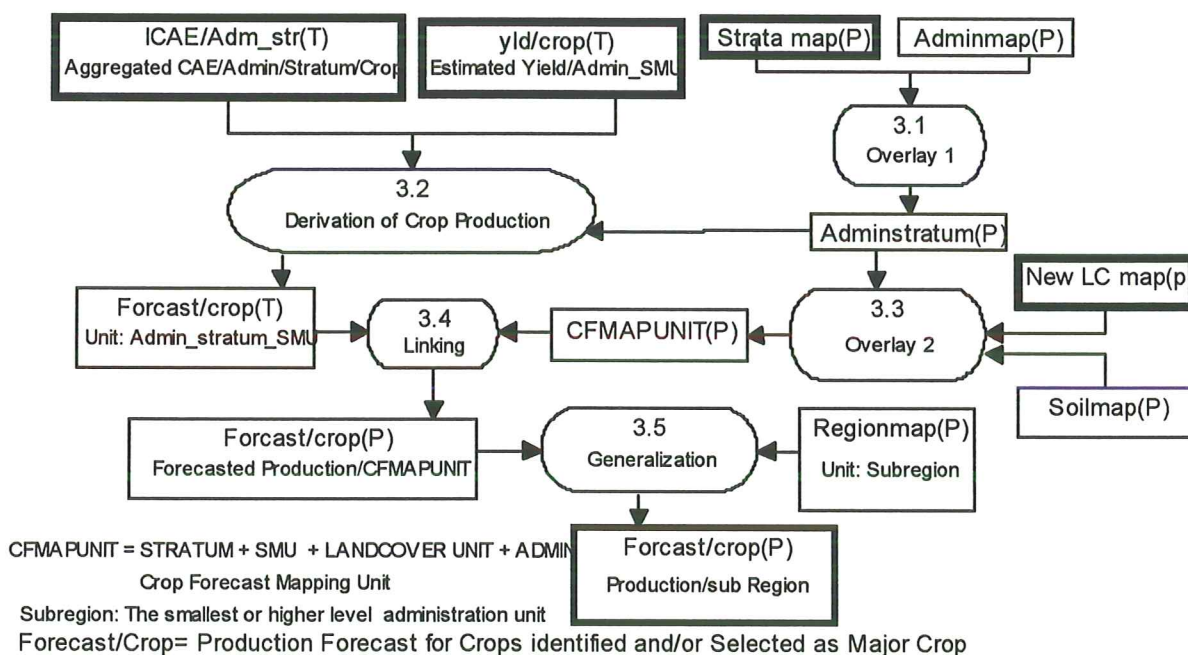 ICAE/Adm_str(T)
Aggregated CAE/Admin/Stratum/Crop
yld/crop(T)
Estimated Yield/Admin_SMU
Strata map(P)
Adminmap(P)
3.1
Overlay 1
3.2
Derivation of Crop Production
Adminstratum(P)
New LC map(p)
Forcast/crop(T)
Unit: Admin_stratum_SMU
3.4
Linking
CFMAPUNIT(P)
3.3
Overlay 2
Soilmap(P)
Forcast/crop(P)
Forecasted Production/CFMAPUNIT
3.5
Generalization
Regionmap(P)
Unit: Subregion
CFMAPUNIT = STRATUM + SMU + LANDCOVER UNIT + ADMIN
Crop Forecast Mapping Unit
Forcast/crop(P)
Production/sub Region
Subregion: The smallest or higher level administration unit
Forecast/Crop= Production Forecast for Crops identified and/or Selected as Major Crop